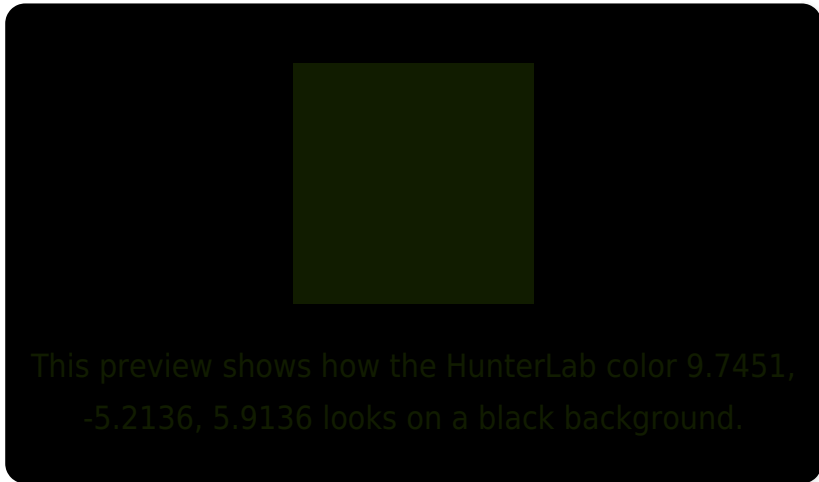 This preview shows how the HunterLab color 9.7451,
-5.2136, 5.9136 looks on a black background.